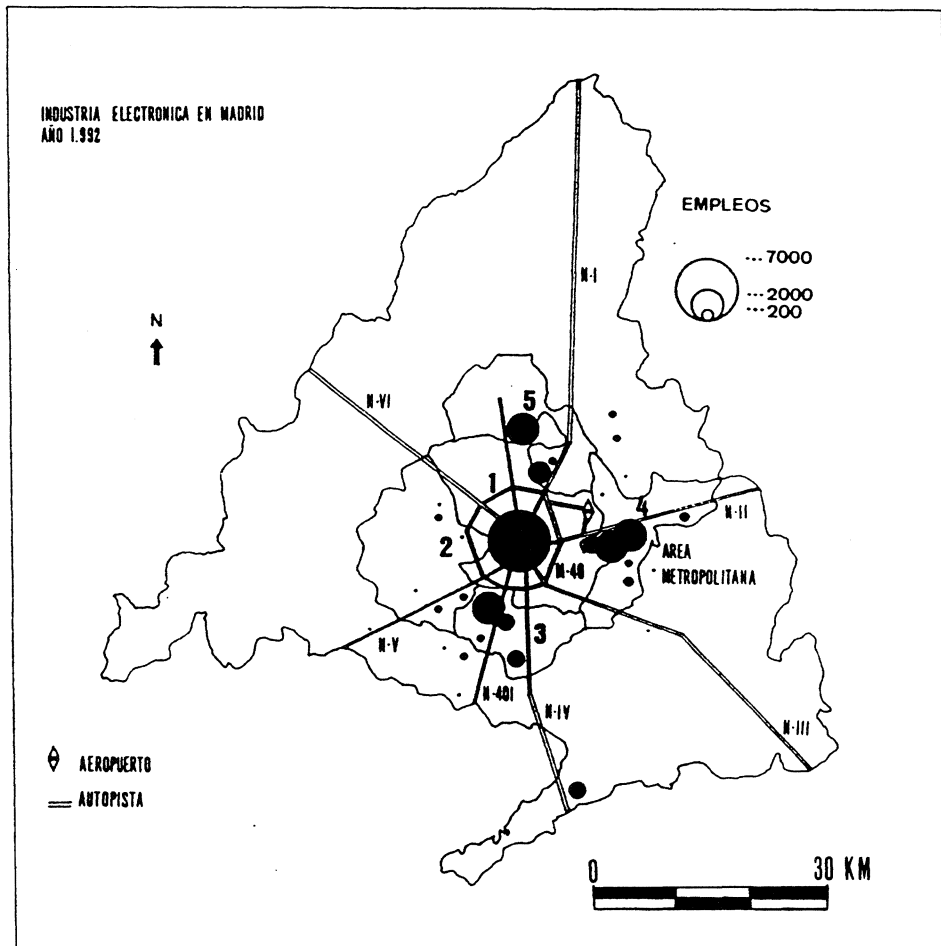 INDUSTRIA ELECTRONICA EN MADRID
AÑO 1.992
EMPLEOS
--- 7000
--- 2000
--- 200
N
N-I
N-VI
5
1
4
2
N-II
AREA
METROPOLITANA
M-40
3
N-V
N-401
N-IV
N-III
AEROPUERTO
AUTOPISTA
0
30 KM